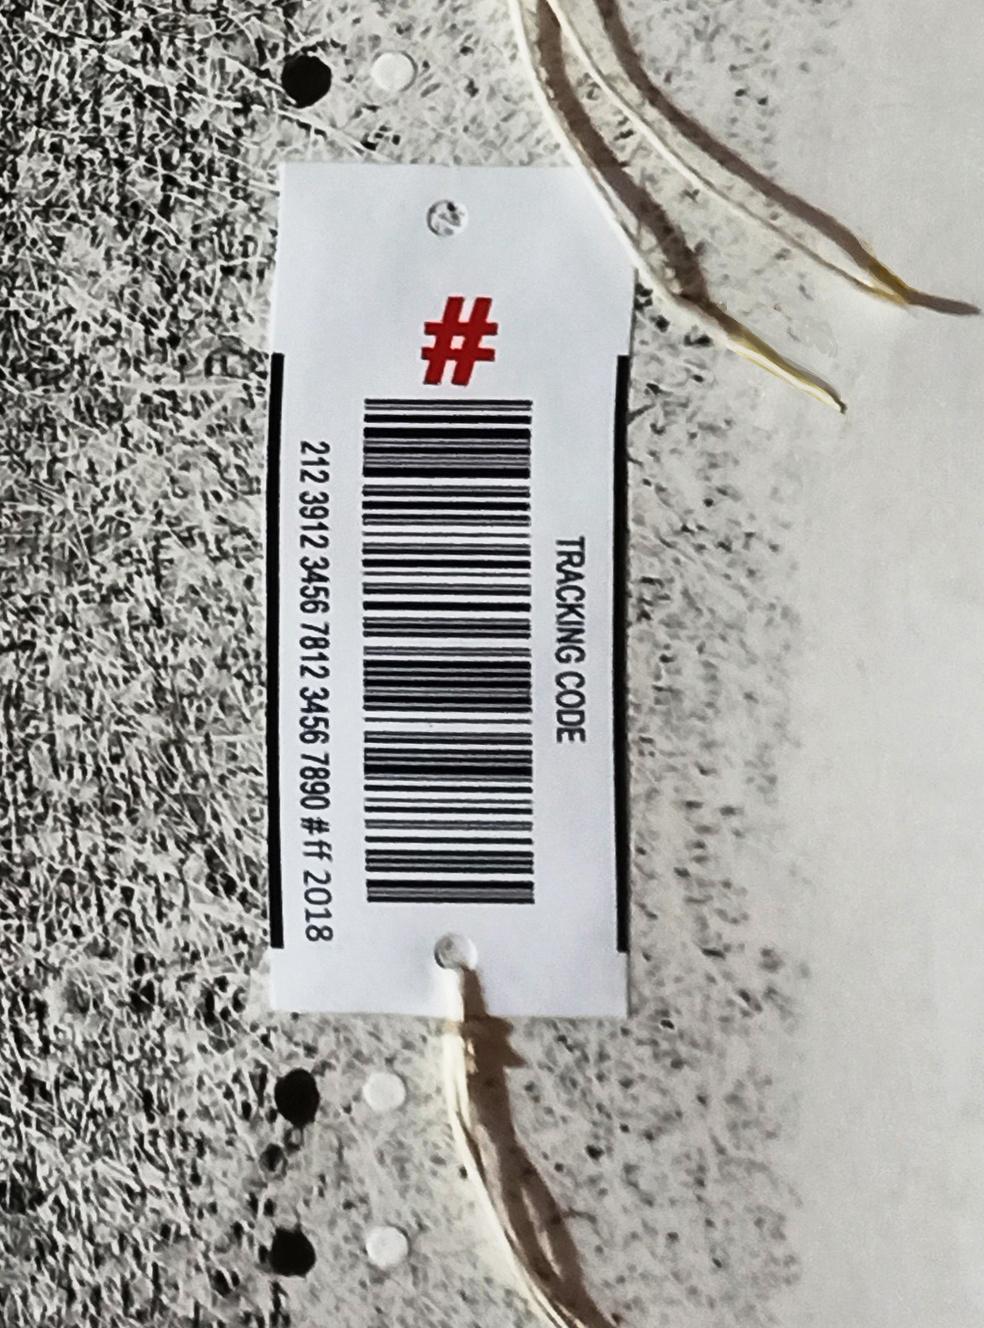 #
TRACKING CODE
212 3912 3456 7812 3456 7890 # ff 2018